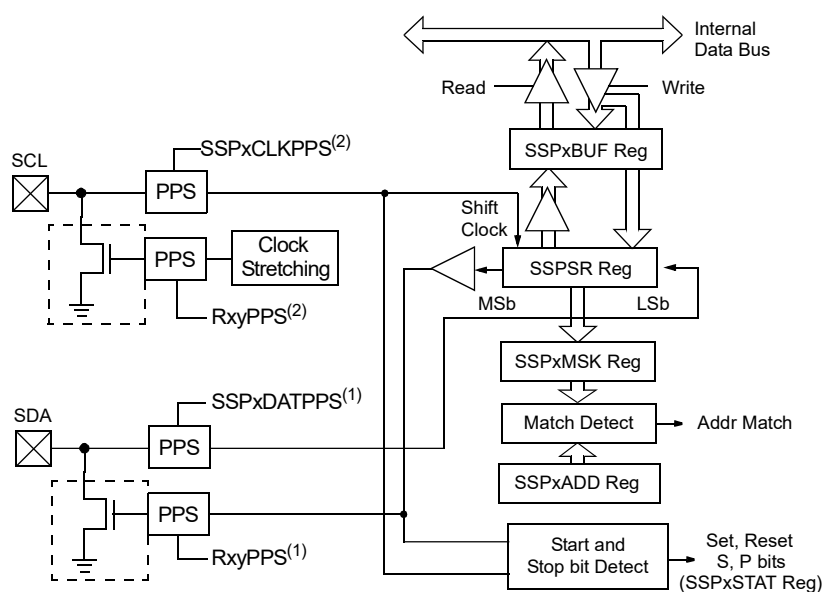 Internal
Data Bus
Read
Write
SSPxBUF Reg
SCL
SSPxCLKPPS(2)
PPS
Shift
Clock
PPS
Clock
Stretching
SSPSR Reg
MSb
LSb
RxyPPS(2)
SSPxMSK Reg
SSPxDATPPS(1)
SDA
PPS
Match Detect
Addr Match
SSPxADD Reg
PPS
RxyPPS(1)
Start and
Stop bit Detect
Set, Reset
S, P bits
(SSPxSTAT Reg)